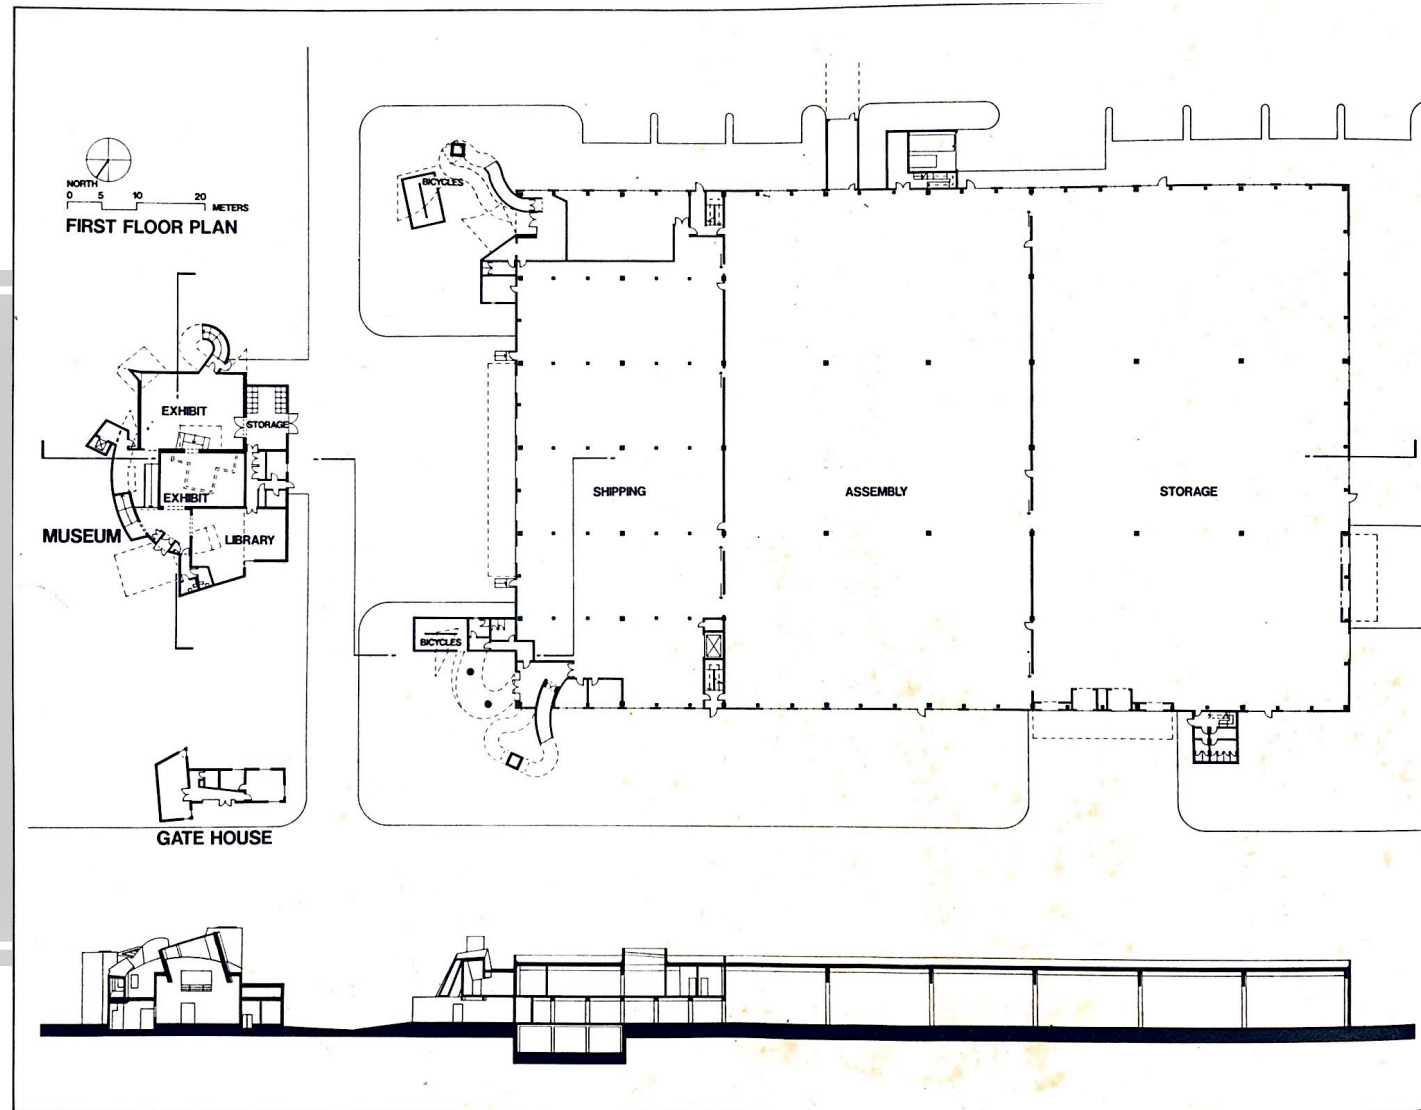 NORTH
0 5 10 20
METERS
FIRST FLOOR PLAN
BICYCLES
EXHIBIT
STORAGE
EXHIBIT
MUSEUM
LIBRARY
SHIPPING
ASSEMBLY
STORAGE
BICYCLES
GATE HOUSE